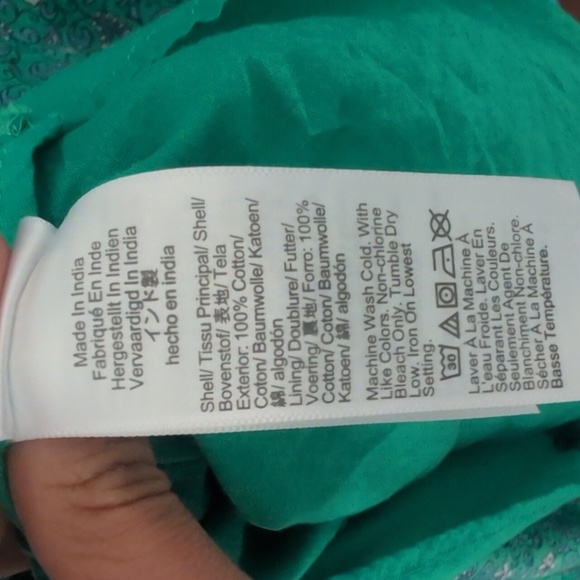 Made In India
Fabriqué En Inde
Hergestellt In Indien
Vervaardigd In India
インド製
hecho en india
Shell/ Tissu Principal/ Shell/
Bovenstof/ 表地/ Tela
Exterior: 100% Cotton/
Coton/ Baumwolle/ Katoen/
綿/ algodón
Lining/ Doublure/ Futter/
Voering/ 裏地/ Forro: 100%
Cotton/ Coton/ Baumwolle/
Katoen/ 綿/ algodón
Machine Wash Cold. With
Like Colors. Non-chlorine
Bleach Only. Tumble Dry
Low. Iron On Lowest
Setting.
30
Laver À La Machine À
L'eau Froide. Laver En
Séparant Les Couleurs.
Seulement Agent De
Blanchiment Non-chlore.
Sécher À La Machine À
Basse Température.